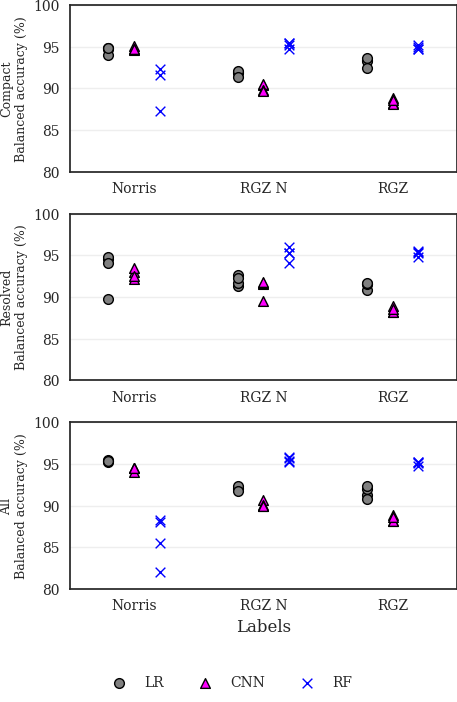 Compact
Balanced accuracy (%)
100
95
90
85
80
Norris RGZ N RGZ
Resolved
Balanced accuracy (%)
100
95
90
85
80
Norris RGZ N RGZ
All
Balanced accuracy (%)
100
95
90
85
80
Norris RGZ N RGZ
Labels
LR CNN RF